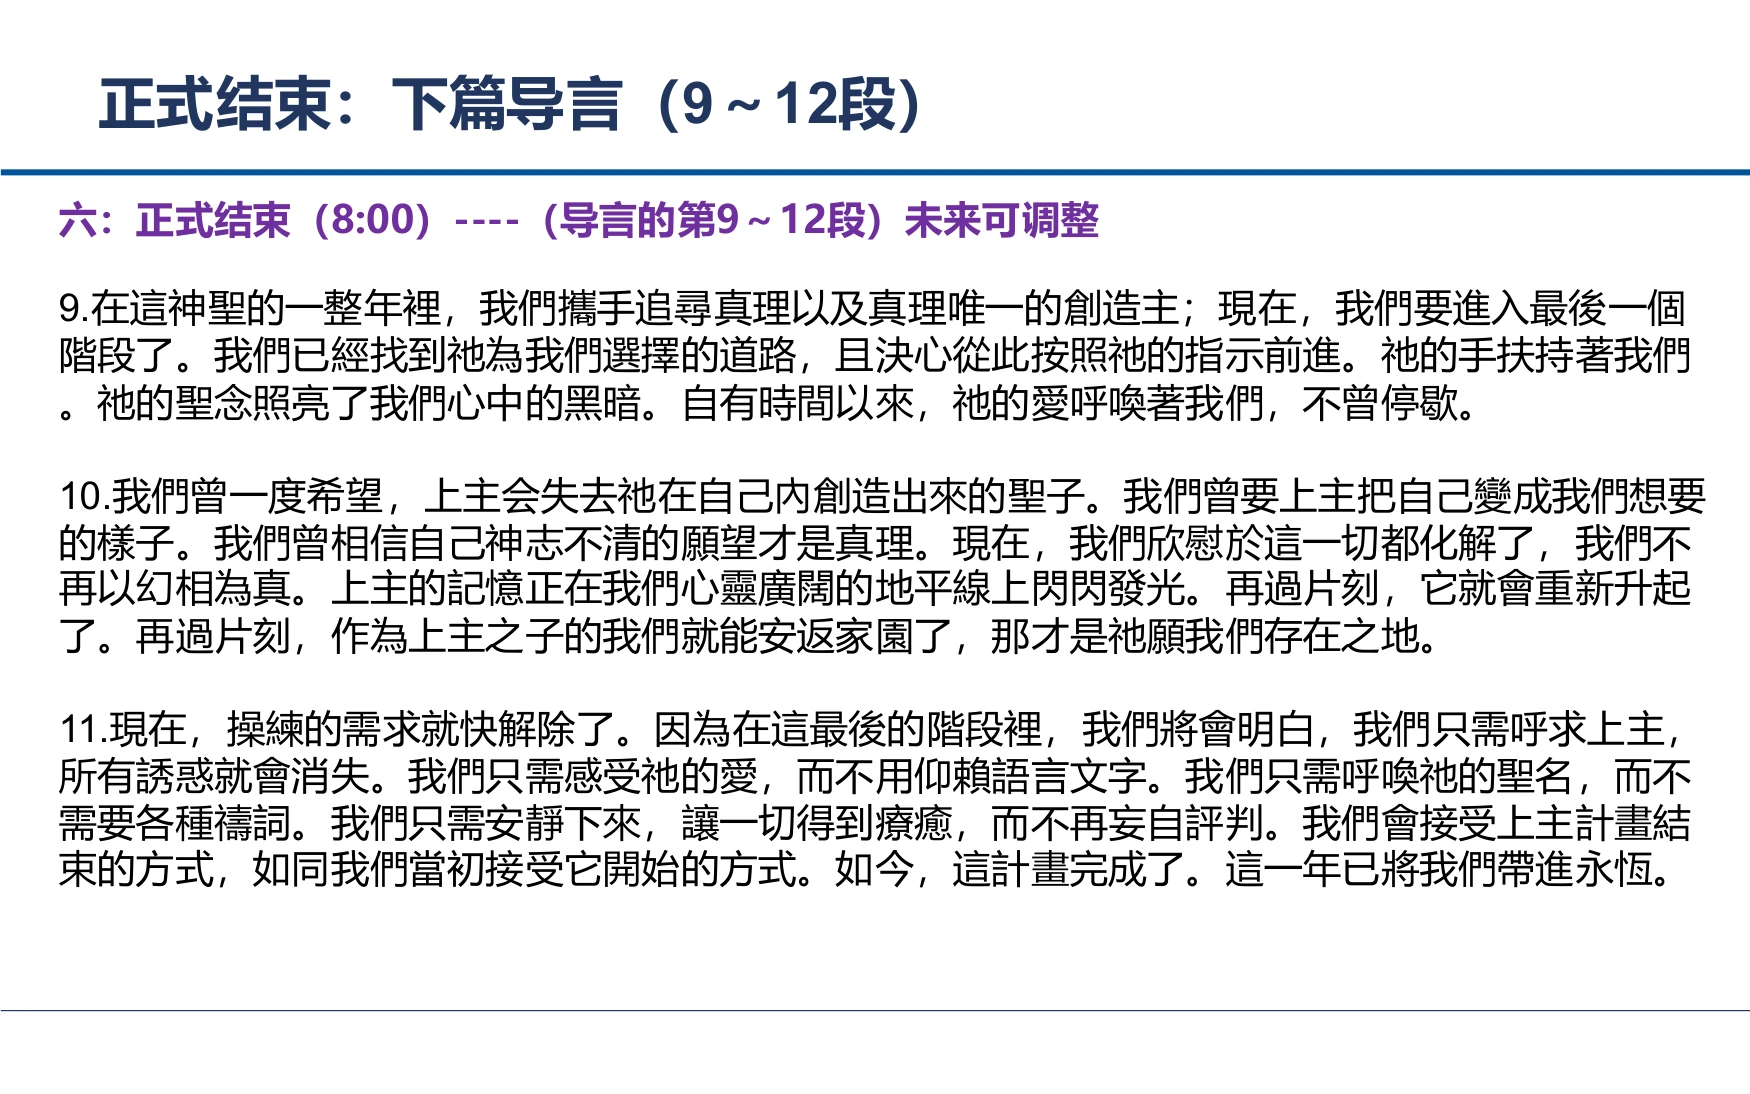 正式结束：下篇导言（9～12段）
六：正式结束（8:00）----（导言的第9～12段）未来可调整
9.在這神聖的一整年裡，我們攜手追尋真理以及真理唯一的創造主；現在，我們要進入最後一個
階段了。我們已經找到祂為我們選擇的道路，且決心從此按照祂的指示前進。祂的手扶持著我們
。祂的聖念照亮了我們心中的黑暗。自有時間以來，祂的愛呼喚著我們，不曾停歇。
10.我們曾一度希望，上主会失去祂在自己內創造出來的聖子。我們曾要上主把自己變成我們想要
的樣子。我們曾相信自己神志不清的願望才是真理。現在，我們欣慰於這一切都化解了，我們不
再以幻相為真。上主的記憶正在我們心靈廣闊的地平線上閃閃發光。再過片刻，它就會重新升起
了。再過片刻，作為上主之子的我們就能安返家園了，那才是祂願我們存在之地。
11.現在，操練的需求就快解除了。因為在這最後的階段裡，我們將會明白，我們只需呼求上主，
所有誘惑就會消失。我們只需感受祂的愛，而不用仰賴語言文字。我們只需呼喚祂的聖名，而不
需要各種禱詞。我們只需安靜下來，讓一切得到療癒，而不再妄自評判。我們會接受上主計畫結
束的方式，如同我們當初接受它開始的方式。如今，這計畫完成了。這一年已將我們帶進永恆。